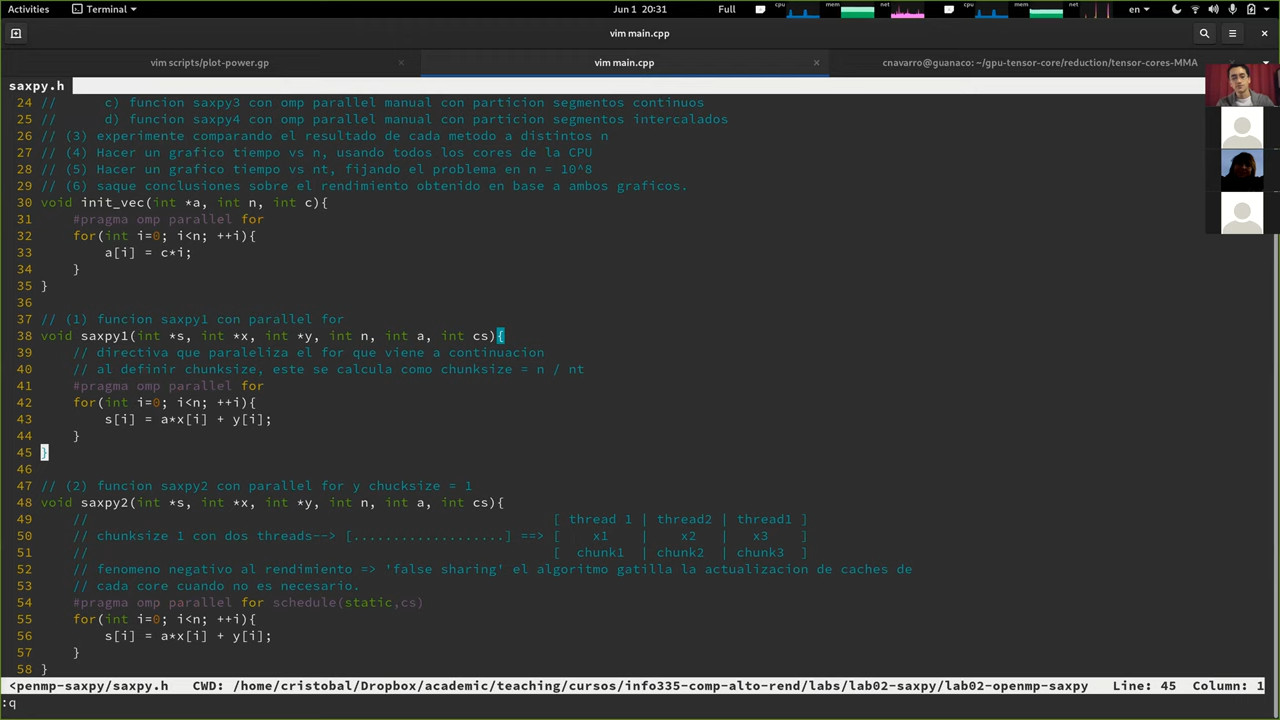 Activities Terminal Jun 1 20:31 Full cpu mem net cpu mem net en
vim main.cpp
vim scripts/plot-power.gp vim main.cpp cnavarro@guanaco: ~/gpu-tensor-core/reduction/tensor-cores-MMA
saxpy.h
24 // c) funcion saxpy3 con omp parallel manual con particion segmentos continuos
25 // d) funcion saxpy4 con omp parallel manual con particion segmentos intercalados
26 // (3) experimente comparando el resultado de cada metodo a distintos n
27 // (4) Hacer un grafico tiempo vs n, usando todos los cores de la CPU
28 // (5) Hacer un grafico tiempo vs nt, fijando el problema en n = 10^8
29 // (6) saque conclusiones sobre el rendimiento obtenido en base a ambos graficos.
30 void init_vec(int *a, int n, int c){
31 #pragma omp parallel for
32 for(int i=0; i<n; ++i){
33 a[i] = c*i;
34 }
35 }
36
37 // (1) funcion saxpy1 con parallel for
38 void saxpy1(int *s, int *x, int *y, int n, int a, int cs){
39 // directiva que paraleliza el for que viene a continuacion
40 // al definir chunksize, este se calcula como chunksize = n / nt
41 #pragma omp parallel for
42 for(int i=0; i<n; ++i){
43 s[i] = a*x[i] + y[i];
44 }
45 }
46
47 // (2) funcion saxpy2 con parallel for y chucksize = 1
48 void saxpy2(int *s, int *x, int *y, int n, int a, int cs){
49 // [ thread 1 | thread2 | thread1 ]
50 // chunksize 1 con dos threads--> [...................] ==> [ x1 | x2 | x3 ]
51 // [ chunk1 | chunk2 | chunk3 ]
52 // fenomeno negativo al rendimiento => 'false sharing' el algoritmo gatilla la actualizacion de caches de
53 // cada core cuando no es necesario.
54 #pragma omp parallel for schedule(static,cs)
55 for(int i=0; i<n; ++i){
56 s[i] = a*x[i] + y[i];
57 }
58 }
<penmp-saxpy/saxpy.h CWD: /home/cristobal/Dropbox/academic/teaching/cursos/info335-comp-alto-rend/labs/lab02-saxpy/lab02-openmp-saxpy Line: 45 Column: 1
:q